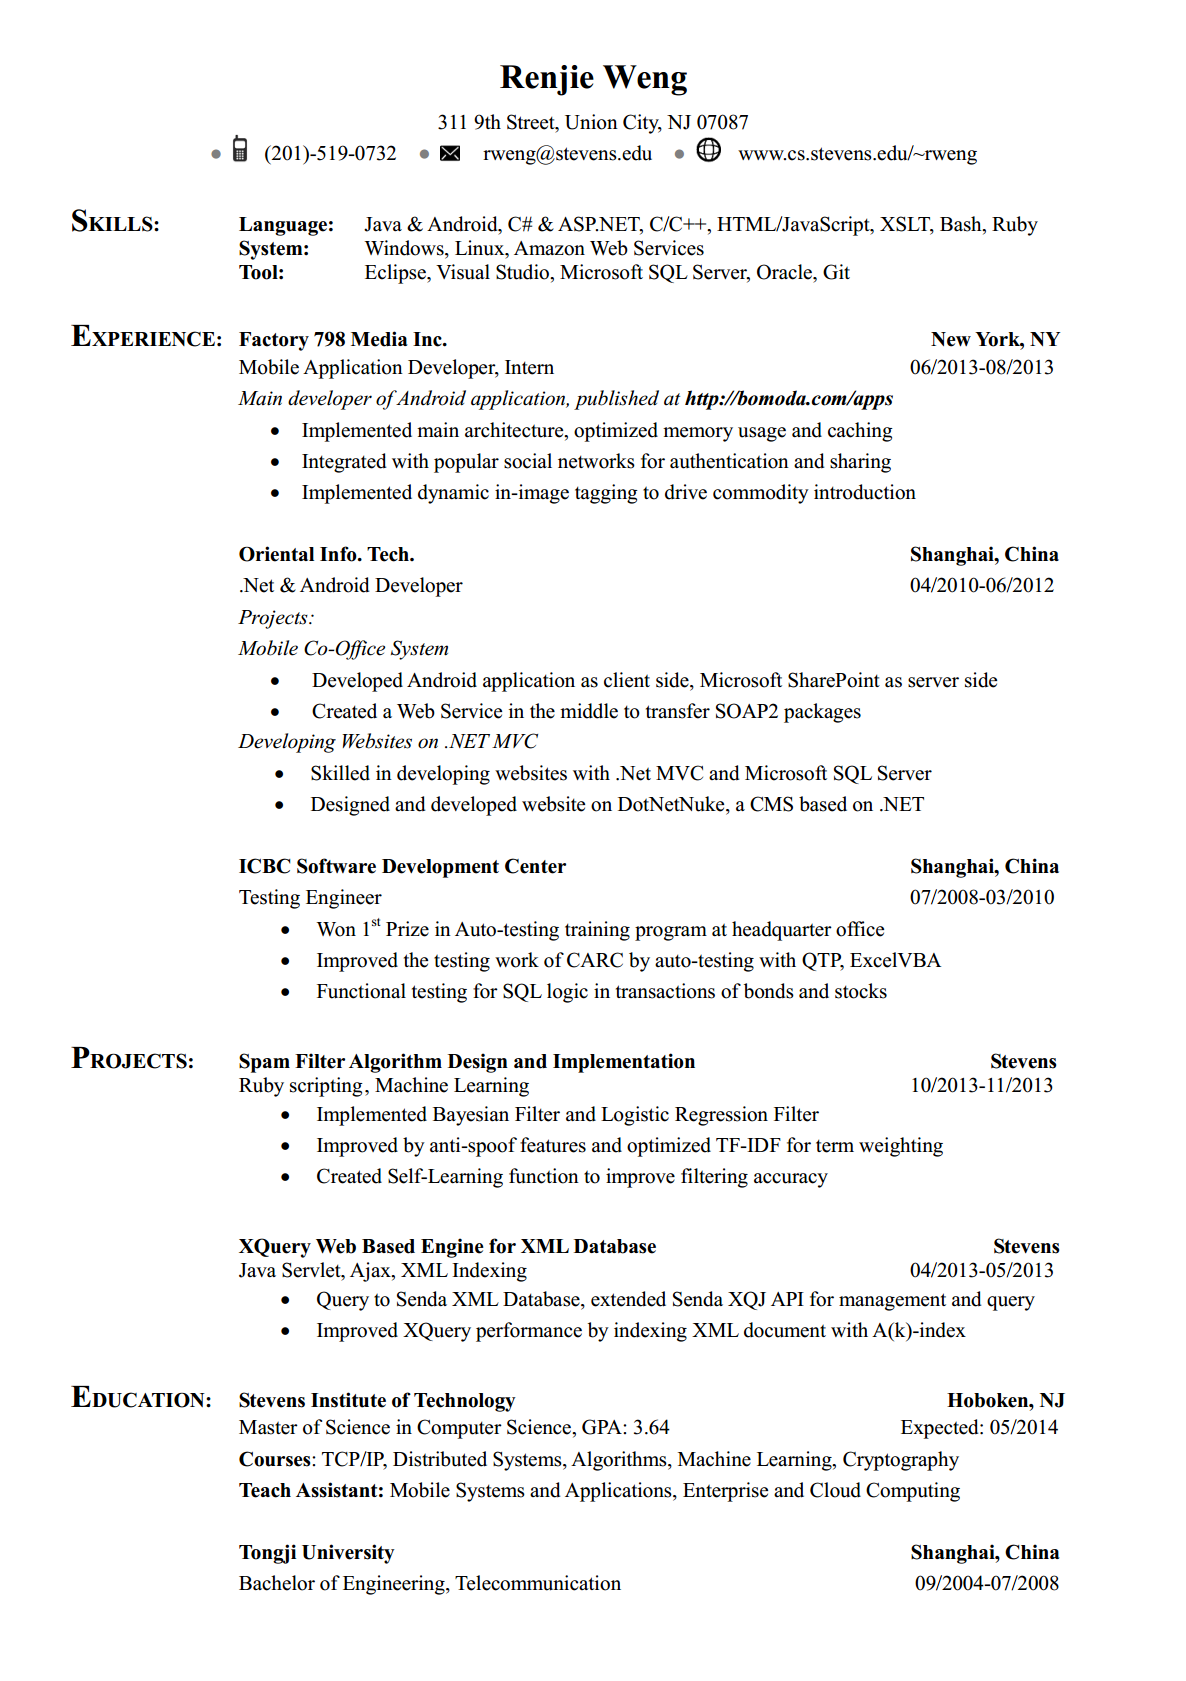 Renjie Weng
311 9th Street, Union City, NJ 07087
● (201)-519-0732 ● rweng@stevens.edu ● www.cs.stevens.edu/~rweng
SKILLS: Language: Java & Android, C# & ASP.NET, C/C++, HTML/JavaScript, XSLT, Bash, Ruby
System: Windows, Linux, Amazon Web Services
Tool: Eclipse, Visual Studio, Microsoft SQL Server, Oracle, Git
EXPERIENCE: Factory 798 Media Inc. New York, NY
Mobile Application Developer, Intern 06/2013-08/2013
Main developer of Android application, published at http://bomoda.com/apps
• Implemented main architecture, optimized memory usage and caching
• Integrated with popular social networks for authentication and sharing
• Implemented dynamic in-image tagging to drive commodity introduction
Oriental Info. Tech. Shanghai, China
.Net & Android Developer 04/2010-06/2012
Projects:
Mobile Co-Office System
• Developed Android application as client side, Microsoft SharePoint as server side
• Created a Web Service in the middle to transfer SOAP2 packages
Developing Websites on .NET MVC
• Skilled in developing websites with .Net MVC and Microsoft SQL Server
• Designed and developed website on DotNetNuke, a CMS based on .NET
ICBC Software Development Center Shanghai, China
Testing Engineer 07/2008-03/2010
• Won 1st Prize in Auto-testing training program at headquarter office
• Improved the testing work of CARC by auto-testing with QTP, ExcelVBA
• Functional testing for SQL logic in transactions of bonds and stocks
PROJECTS: Spam Filter Algorithm Design and Implementation Stevens
Ruby scripting, Machine Learning 10/2013-11/2013
• Implemented Bayesian Filter and Logistic Regression Filter
• Improved by anti-spoof features and optimized TF-IDF for term weighting
• Created Self-Learning function to improve filtering accuracy
XQuery Web Based Engine for XML Database Stevens
Java Servlet, Ajax, XML Indexing 04/2013-05/2013
• Query to Senda XML Database, extended Senda XQJ API for management and query
• Improved XQuery performance by indexing XML document with A(k)-index
EDUCATION: Stevens Institute of Technology Hoboken, NJ
Master of Science in Computer Science, GPA: 3.64 Expected: 05/2014
Courses: TCP/IP, Distributed Systems, Algorithms, Machine Learning, Cryptography
Teach Assistant: Mobile Systems and Applications, Enterprise and Cloud Computing
Tongji University Shanghai, China
Bachelor of Engineering, Telecommunication 09/2004-07/2008